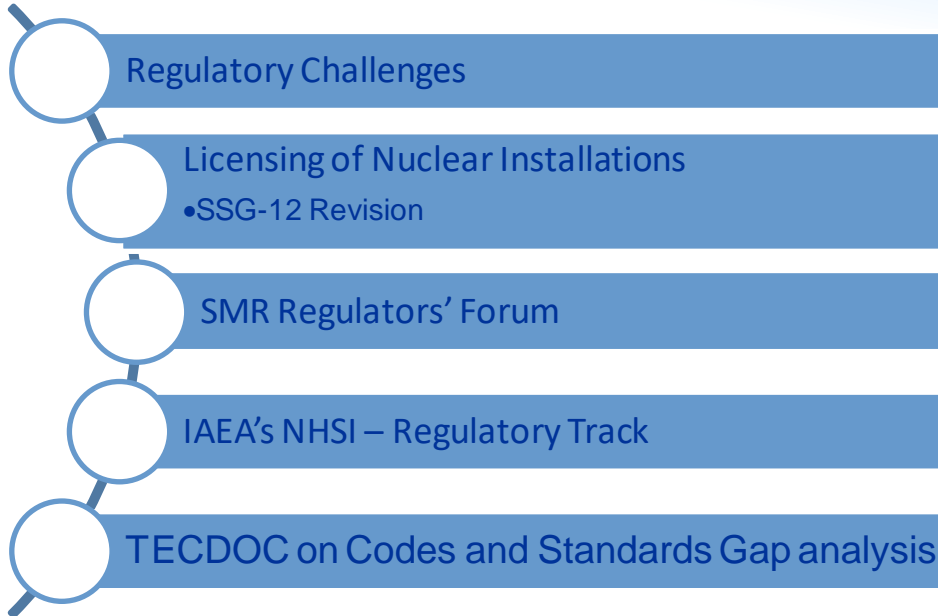 Regulatory Challenges
Licensing of Nuclear Installations
•SSG-12 Revision
SMR Regulators’ Forum
IAEA’s NHSI – Regulatory Track
TECDOC on Codes and Standards Gap analysis